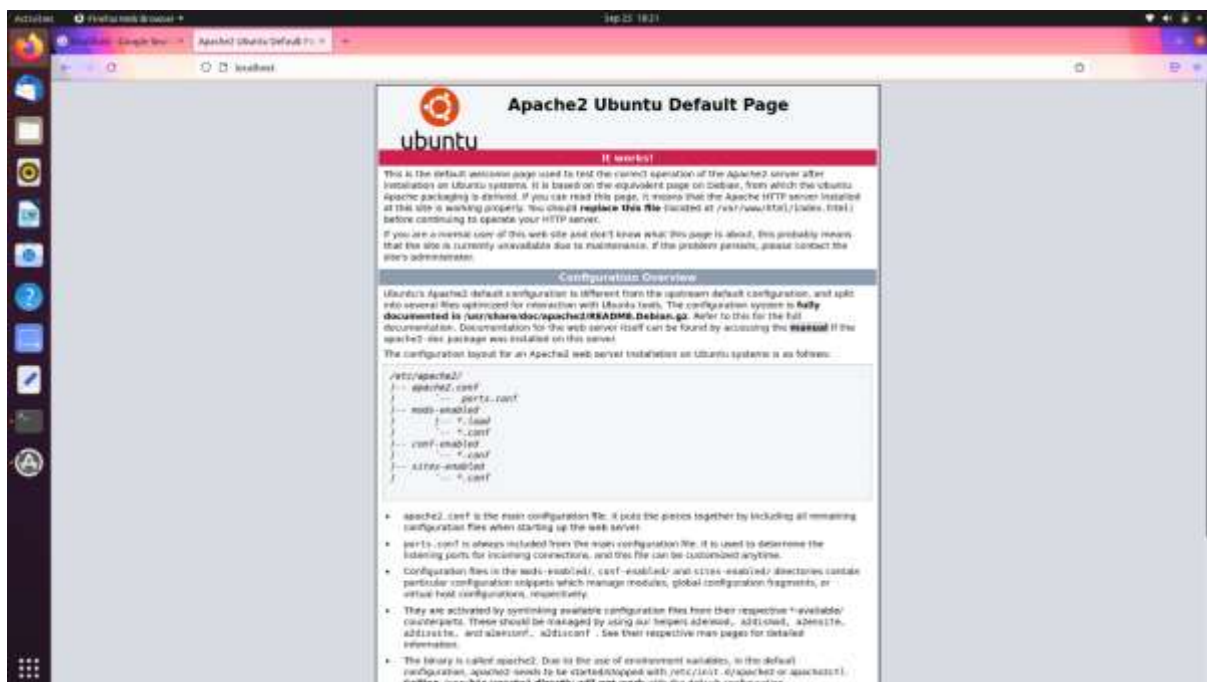 Activities Firefox Web Browser
Sep 25 18:21
Google
Apache2 Ubuntu Default Pa
localhost
ubuntu
Apache2 Ubuntu Default Page
It works!
This is the default welcome page used to test the correct operation of the Apache2 server after
installation on Ubuntu systems. It is based on the equivalent page on Debian, from which the Ubuntu
Apache packaging is derived. If you can read this page, it means that the Apache HTTP server installed
at this site is working properly. You should replace this file (located at /var/www/html/index.html)
before continuing to operate your HTTP server.
If you are a normal user of this web site and don't know what this page is about, this probably means
that the site is currently unavailable due to maintenance. If the problem persists, please contact the
site's administrator.
Configuration Overview
Ubuntu's Apache2 default configuration is different from the upstream default configuration, and split
into several files optimized for interaction with Ubuntu tools. The configuration system is fully
documented in /usr/share/doc/apache2/README.Debian.gz. Refer to this for the full
documentation. Documentation for the web server itself can be found by accessing the manual if the
apache2-doc package was installed on this server.
The configuration layout for an Apache2 web server installation on Ubuntu systems is as follows:
/etc/apache2/
|-- apache2.conf
| `-- ports.conf
|-- mods-enabled
| |-- *.load
| `-- *.conf
|-- conf-enabled
| `-- *.conf
|-- sites-enabled
| `-- *.conf
• apache2.conf is the main configuration file. It puts the pieces together by including all remaining
configuration files when starting up the web server.
• ports.conf is always included from the main configuration file. It is used to determine the
listening ports for incoming connections, and this file can be customized anytime.
• Configuration files in the mods-enabled/, conf-enabled/ and sites-enabled/ directories contain
particular configuration snippets which manage modules, global configuration fragments, or
virtual host configurations, respectively.
• They are activated by symlinking available configuration files from their respective *-available/
counterparts. These should be managed by using our helpers a2enmod, a2dismod, a2ensite,
a2dissite, and a2enconf, a2disconf . See their respective man pages for detailed
information.
• The binary is called apache2. Due to the use of environment variables, in the default
configuration, apache2 needs to be started/stopped with /etc/init.d/apache2 or apache2ctl.